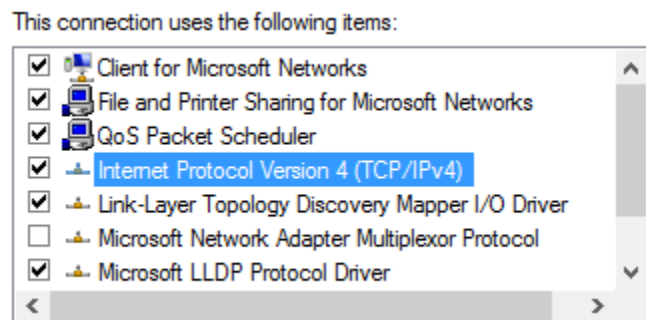 This connection uses the following items:
Client for Microsoft Networks
File and Printer Sharing for Microsoft Networks
QoS Packet Scheduler
Internet Protocol Version 4 (TCP/IPv4)
Link-Layer Topology Discovery Mapper I/O Driver
Microsoft Network Adapter Multiplexor Protocol
Microsoft LLDP Protocol Driver